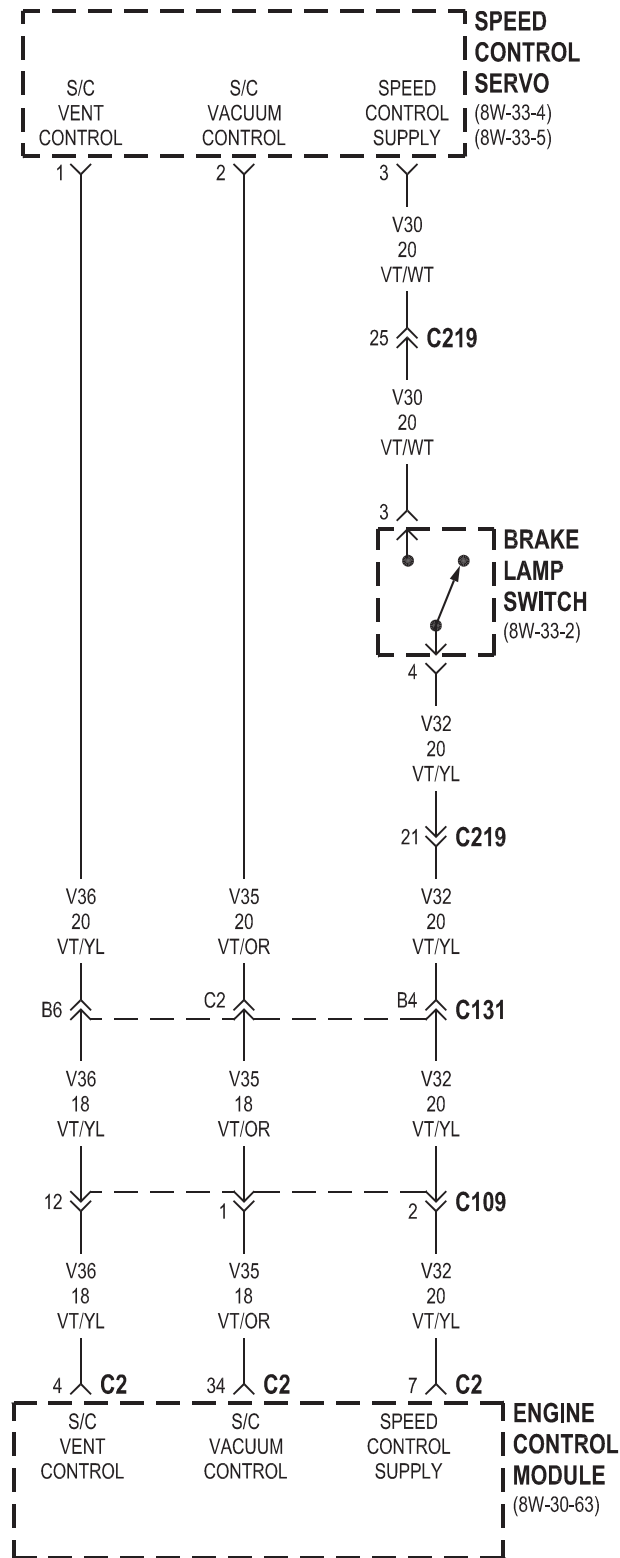 SPEED
CONTROL
SERVO
(8W-33-4)
(8W-33-5)
S/C
VENT
CONTROL
S/C
VACUUM
CONTROL
SPEED
CONTROL
SUPPLY
1
2
3
V30
20
VT/WT
25
C219
V30
20
VT/WT
3
BRAKE
LAMP
SWITCH
(8W-33-2)
4
V32
20
VT/YL
21
C219
V36
20
VT/YL
V35
20
VT/OR
V32
20
VT/YL
B6
C2
B4
C131
V36
18
VT/YL
V35
18
VT/OR
V32
20
VT/YL
12
1
2
C109
V36
18
VT/YL
V35
18
VT/OR
V32
20
VT/YL
4
C2
34
C2
7
C2
S/C
VENT
CONTROL
S/C
VACUUM
CONTROL
SPEED
CONTROL
SUPPLY
ENGINE
CONTROL
MODULE
(8W-30-63)